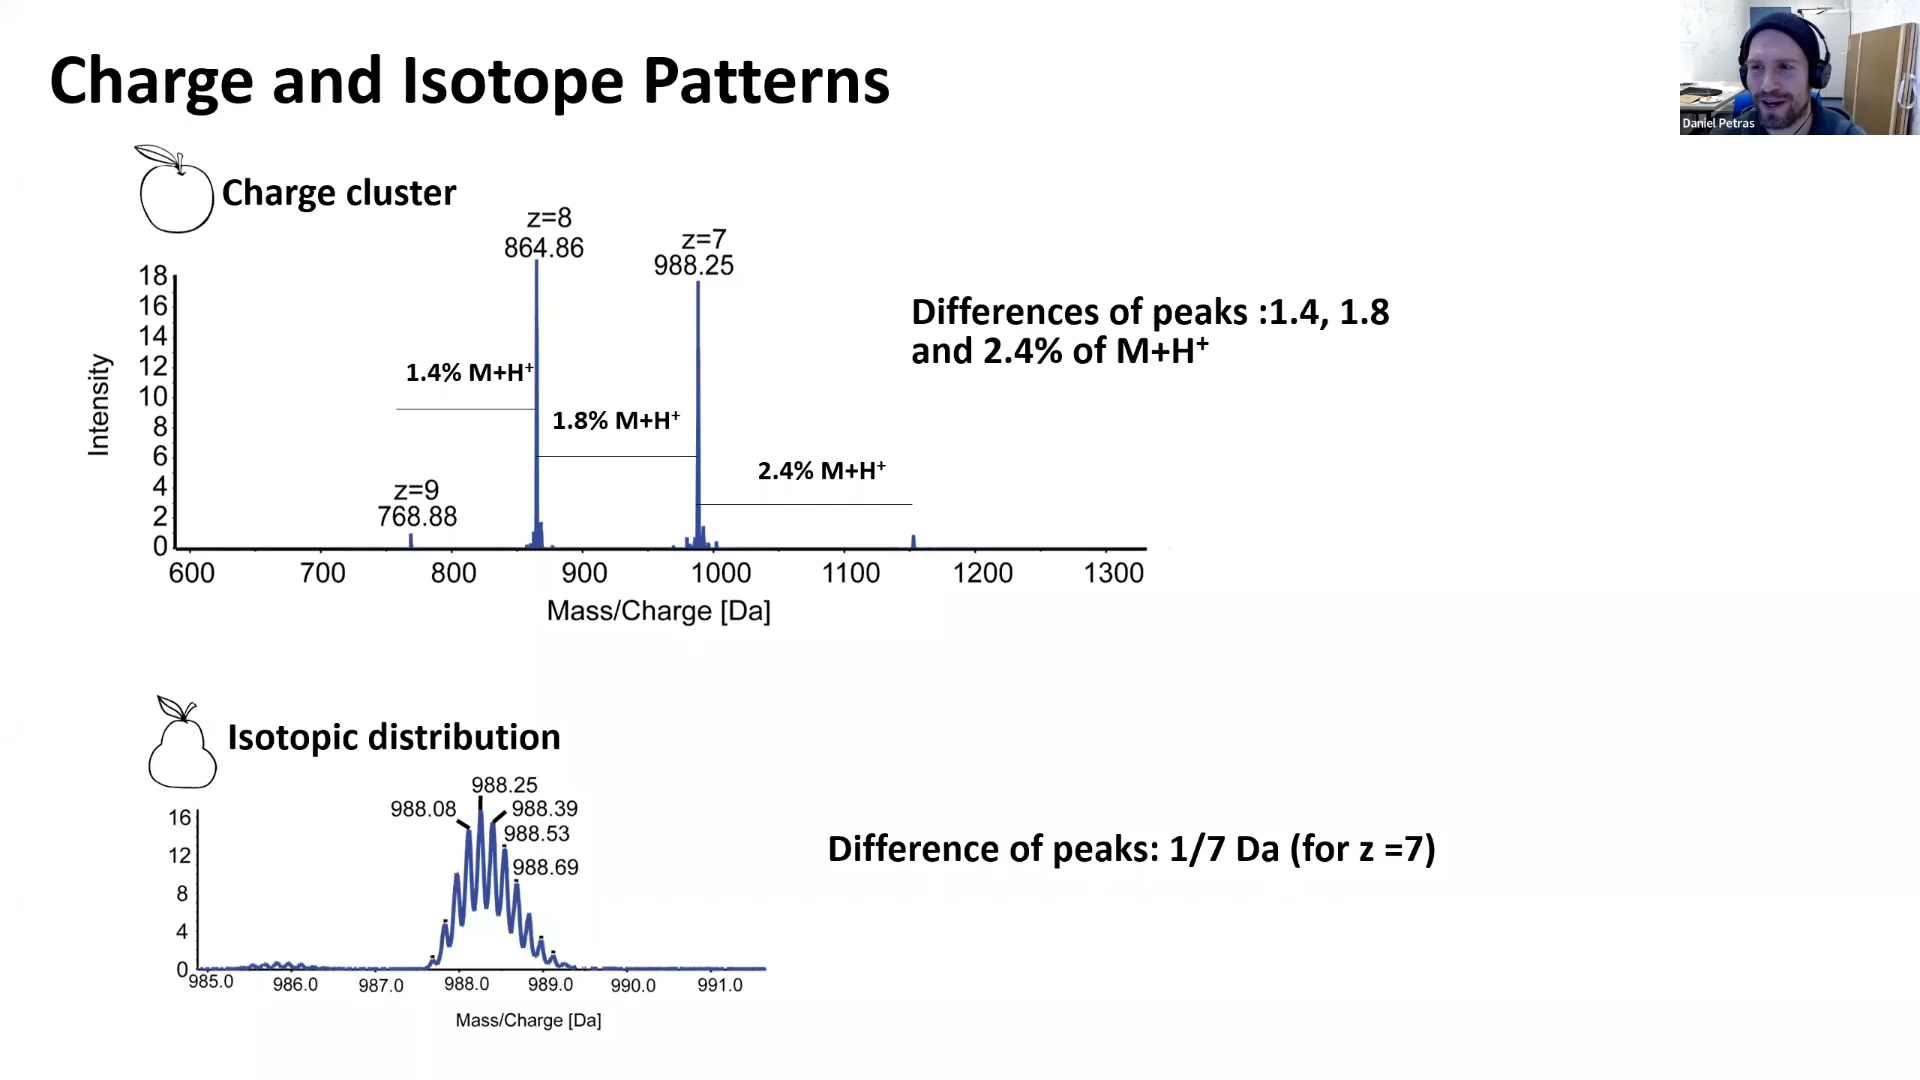 Charge and Isotope Patterns
Daniel Petras
Charge cluster
z=8
864.86
z=7
988.25
18
16
14
12
10
8
6
4
2
0
Intensity
1.4% M+H⁺
1.8% M+H⁺
2.4% M+H⁺
z=9
768.88
600 700 800 900 1000 1100 1200 1300
Mass/Charge [Da]
Differences of peaks :1.4, 1.8
and 2.4% of M+H⁺
Isotopic distribution
988.25
988.08
988.39
988.53
988.69
16
12
8
4
0
985.0 986.0 987.0 988.0 989.0 990.0 991.0
Mass/Charge [Da]
Difference of peaks: 1/7 Da (for z =7)